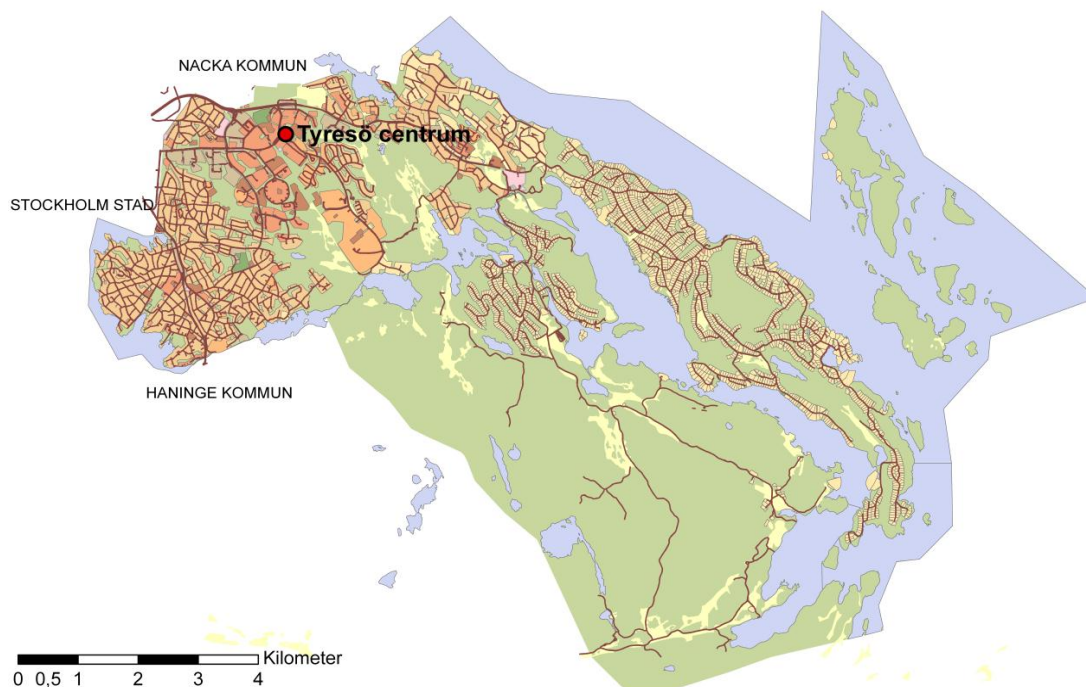 NACKA KOMMUN
Tyresö centrum
STOCKHOLM STAD
HANINGE KOMMUN
Kilometer
0 0,5 1 2 3 4